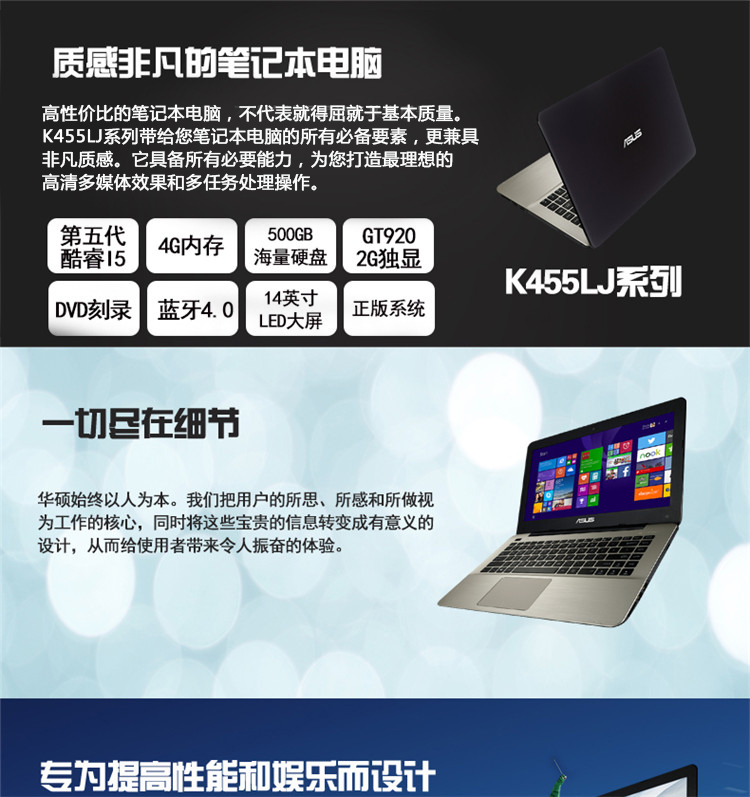 质感非凡的笔记本电脑
高性价比的笔记本电脑，不代表就得屈就于基本质量。
K455LJ系列带给您笔记本电脑的所有必备要素，更兼具
非凡质感。它具备所有必要能力，为您打造最理想的
高清多媒体效果和多任务处理操作。
ASUS
第五代
酷睿I5
4G内存
500GB
海量硬盘
GT920
2G独显
K455LJ系列
DVD刻录
蓝牙4.0
14英寸
LED大屏
正版系统
一切尽在细节
nook
ASUS
华硕始终以人为本。我们把用户的所思、所感和所做视
为工作的核心，同时将这些宝贵的信息转变成有意义的
设计，从而给使用者带来令人振奋的体验。
专为提高性能和娱乐而设计